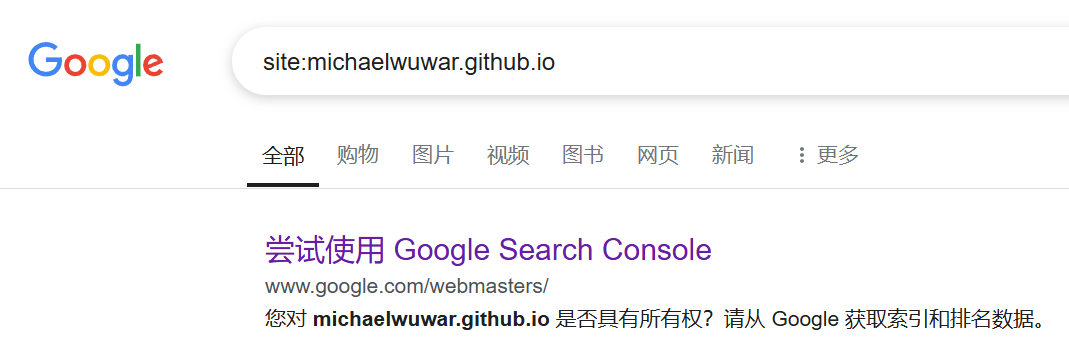 Google
site:michaelwuwar.github.io
全部 购物 图片 视频 图书 网页 新闻 更多
尝试使用 Google Search Console
www.google.com/webmasters/
您对 michaelwuwar.github.io 是否具有所有权？请从 Google 获取索引和排名数据。